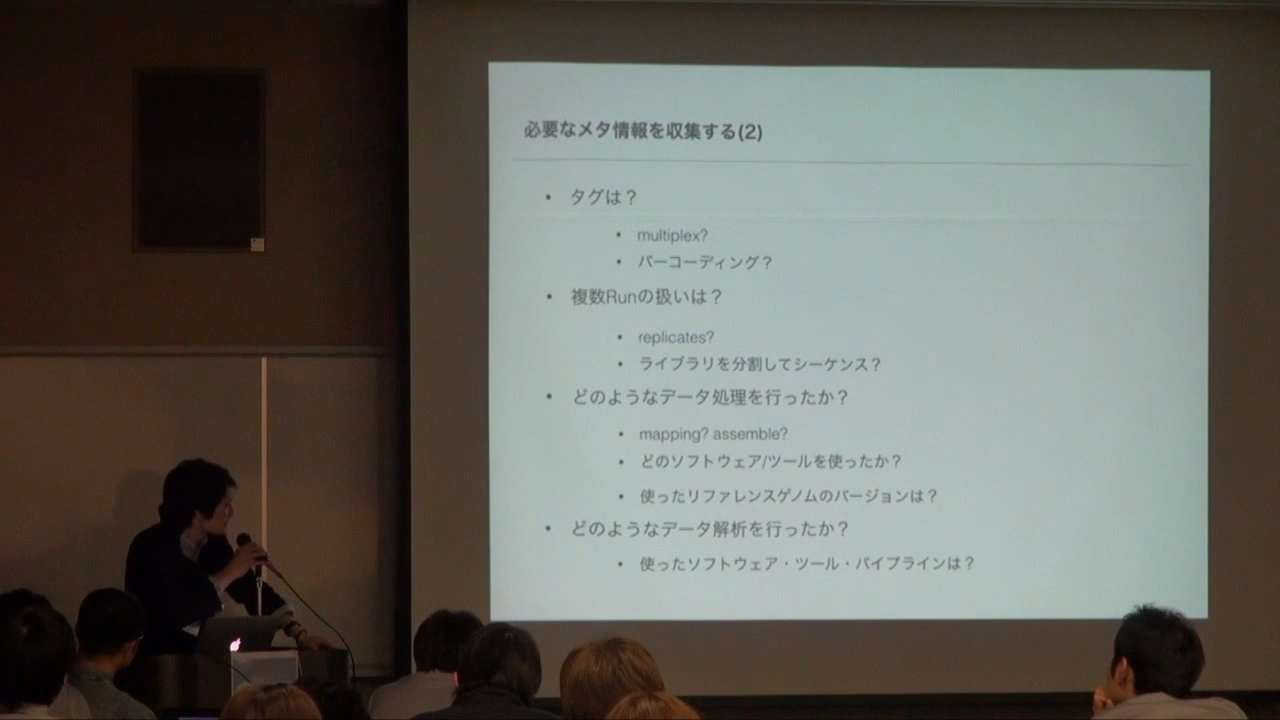 必要なメタ情報を収集する(2)
• タグは？
• multiplex?
• バーコーディング？
• 複数Runの扱いは？
• replicates?
• ライブラリを分割してシーケンス？
• どのようなデータ処理を行ったか？
• mapping? assemble?
• どのソフトウェア/ツールを使ったか？
• 使ったリファレンスゲノムのバージョンは？
• どのようなデータ解析を行ったか？
• 使ったソフトウェア・ツール・パイプラインは？